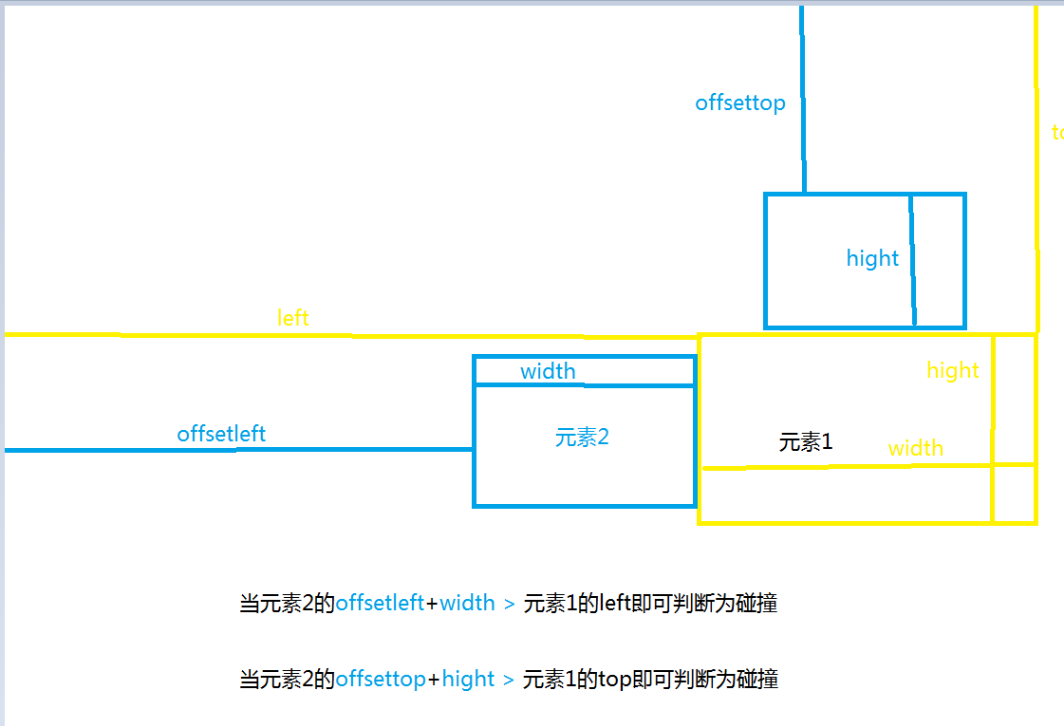 offsettop
hight
left
width
hight
offsetleft
元素2
元素1
width
当元素2的offsetleft+width > 元素1的left即可判断为碰撞
当元素2的offsettop+hight > 元素1的top即可判断为碰撞